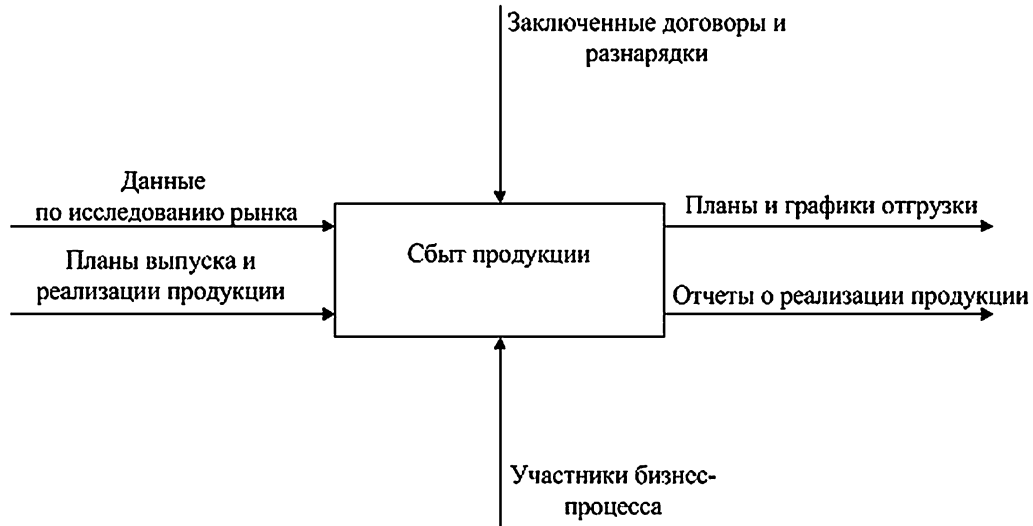 Заключенные договоры и
разнарядки
Данные
по исследованию рынка
Планы выпуска и
реализации продукции
Сбыт продукции
Планы и графики отгрузки
Отчеты о реализации продукции
Участники бизнес-
процесса